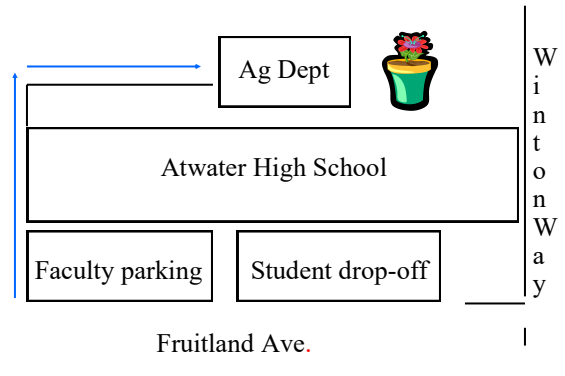 Ag Dept
Atwater High School
Faculty parking
Student drop-off
Fruitland Ave.
Winton Way